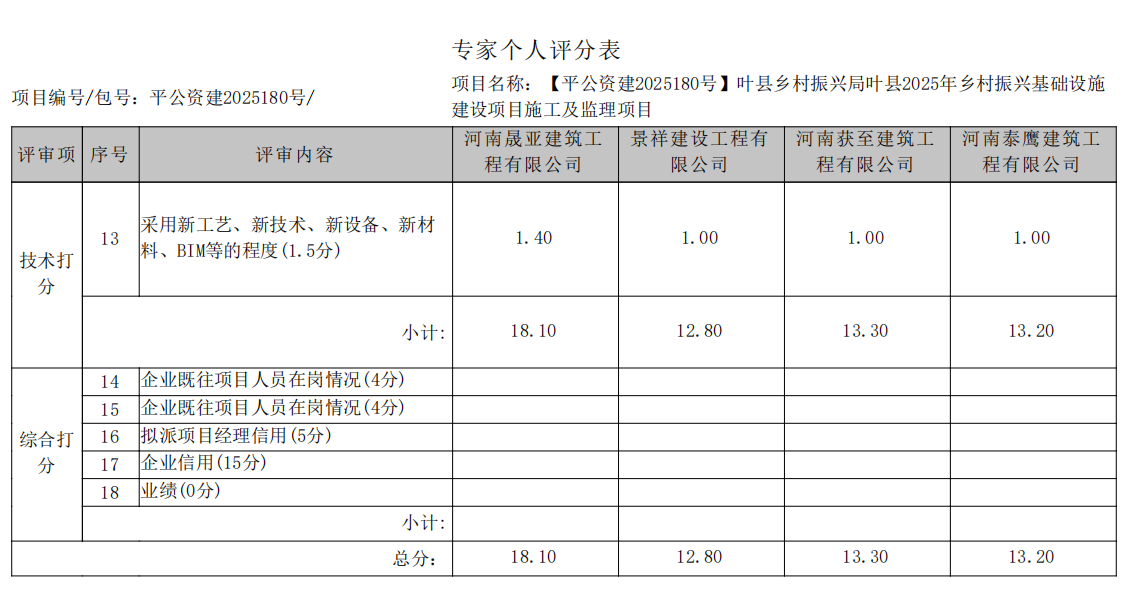 专家个人评分表
项目编号/包号：平公资建2025180号/
项目名称：【平公资建2025180号】叶县乡村振兴局叶县2025年乡村振兴基础设施
建设项目施工及监理项目
评审项 序号 评审内容 河南晟亚建筑工 景祥建设工程有 河南获至建筑工 河南泰鹰建筑工
程有限公司 限公司 程有限公司 程有限公司
技术打
分
13 采用新工艺、新技术、新设备、新材
料、BIM等的程度(1.5分) 1.40 1.00 1.00 1.00
小计: 18.10 12.80 13.30 13.20
综合打
分
14 企业既往项目人员在岗情况(4分)
15 企业既往项目人员在岗情况(4分)
16 拟派项目经理信用(5分)
17 企业信用(15分)
18 业绩(0分)
小计:
总分： 18.10 12.80 13.30 13.20